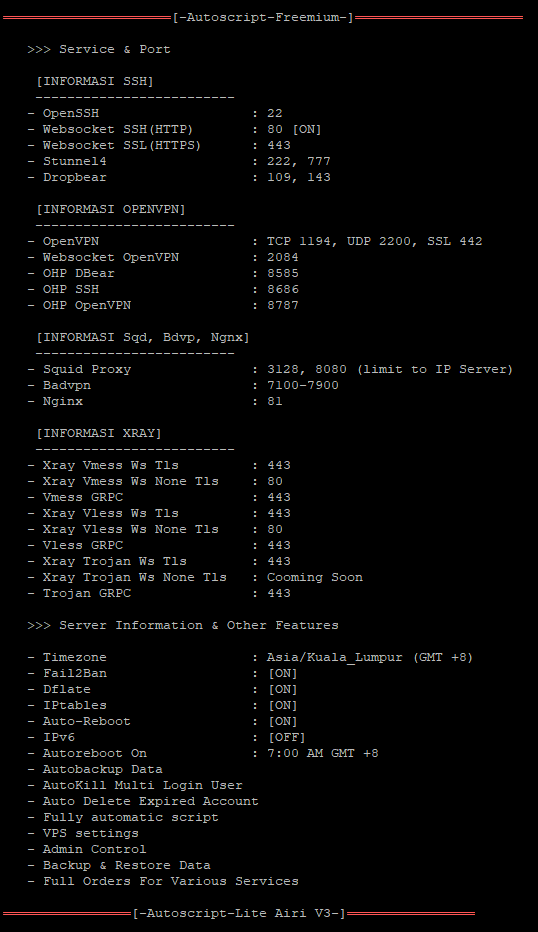 [-Autoscript-Freemium-]
>>> Service & Port
[INFORMASI SSH]
-------------------------
- OpenSSH : 22
- Websocket SSH(HTTP) : 80 [ON]
- Websocket SSL(HTTPS) : 443
- Stunnel4 : 222, 777
- Dropbear : 109, 143
[INFORMASI OPENVPN]
-------------------------
- OpenVPN : TCP 1194, UDP 2200, SSL 442
- Websocket OpenVPN : 2084
- OHP DBear : 8585
- OHP SSH : 8686
- OHP OpenVPN : 8787
[INFORMASI Sqd, Bdvp, Ngnx]
-------------------------
- Squid Proxy : 3128, 8080 (limit to IP Server)
- Badvpn : 7100-7900
- Nginx : 81
[INFORMASI XRAY]
-------------------------
- Xray Vmess Ws Tls : 443
- Xray Vmess Ws None Tls : 80
- Vmess GRPC : 443
- Xray Vless Ws Tls : 443
- Xray Vless Ws None Tls : 80
- Vless GRPC : 443
- Xray Trojan Ws Tls : 443
- Xray Trojan Ws None Tls : Cooming Soon
- Trojan GRPC : 443
>>> Server Information & Other Features
- Timezone : Asia/Kuala_Lumpur (GMT +8)
- Fail2Ban : [ON]
- Dflate : [ON]
- IPtables : [ON]
- Auto-Reboot : [ON]
- IPv6 : [OFF]
- Autoreboot On : 7:00 AM GMT +8
- Autobackup Data
- AutoKill Multi Login User
- Auto Delete Expired Account
- Fully automatic script
- VPS settings
- Admin Control
- Backup & Restore Data
- Full Orders For Various Services
[-Autoscript-Lite Airi V3-]